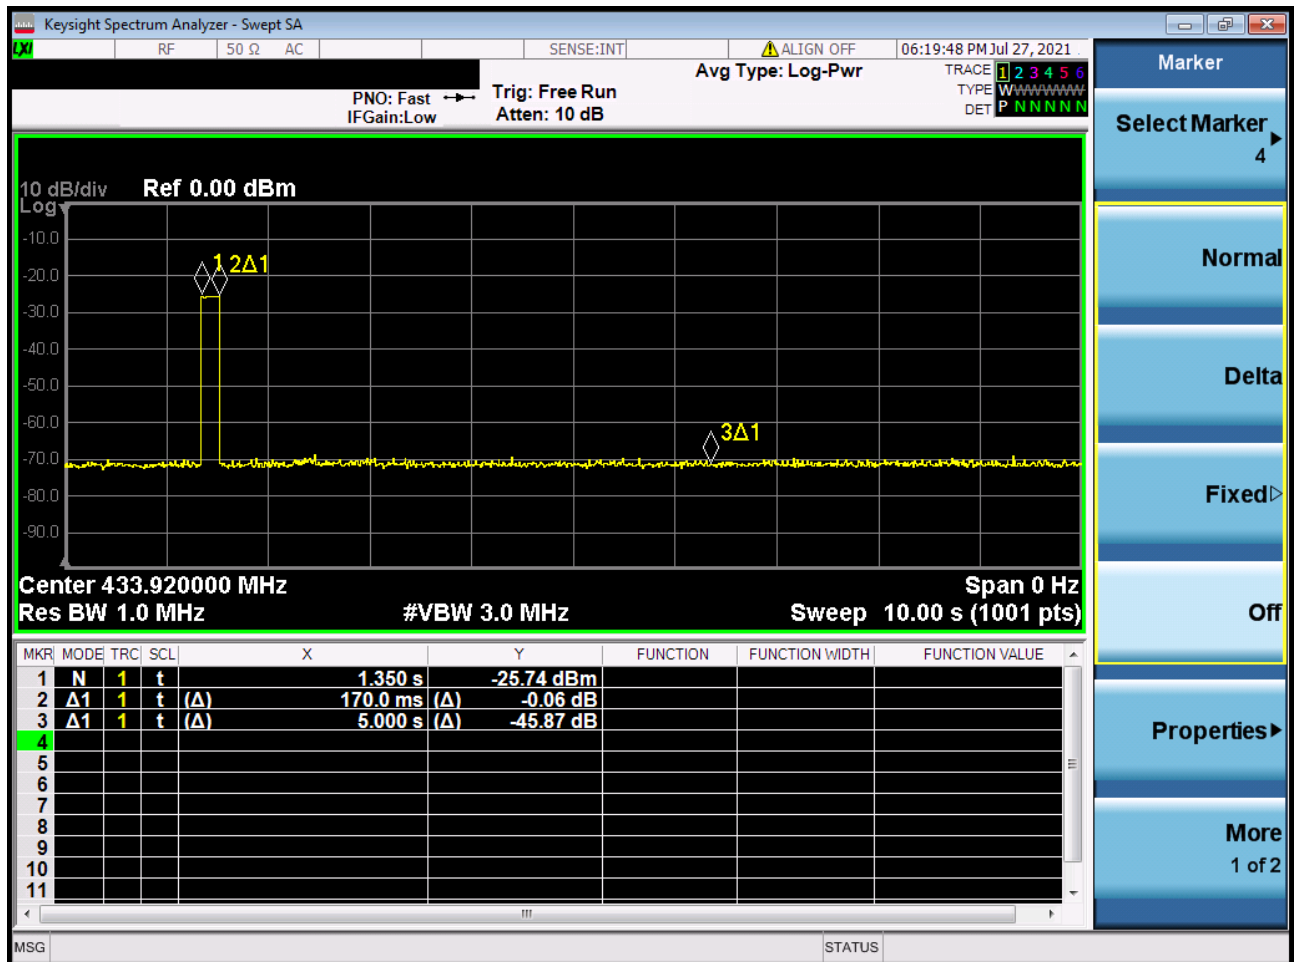 Keysight Spectrum Analyzer - Swept SA
LXI RF 50 Ω AC SENSE:INT ALIGN OFF 06:19:48 PM Jul 27, 2021
Avg Type: Log-Pwr
TRACE 1 2 3 4 5 6
PNO: Fast Trig: Free Run
TYPE WWWWWW
IFGain:Low Atten: 10 dB
DET P N N N N N
10 dB/div Ref 0.00 dBm
Log
-10.0
-20.0
-30.0
-40.0
-50.0
-60.0
-70.0
-80.0
-90.0
1 2Δ1
3Δ1
Center 433.920000 MHz Span 0 Hz
Res BW 1.0 MHz #VBW 3.0 MHz Sweep 10.00 s (1001 pts)
MKR MODE TRC SCL X Y FUNCTION FUNCTION WIDTH FUNCTION VALUE
1 N 1 t 1.350 s -25.74 dBm
2 Δ1 1 t (Δ) 170.0 ms (Δ) -0.06 dB
3 Δ1 1 t (Δ) 5.000 s (Δ) -45.87 dB
4
5
6
7
8
9
10
11
MSG STATUS
Marker
Select Marker
4
Normal
Delta
Fixed
Off
Properties
More
1 of 2